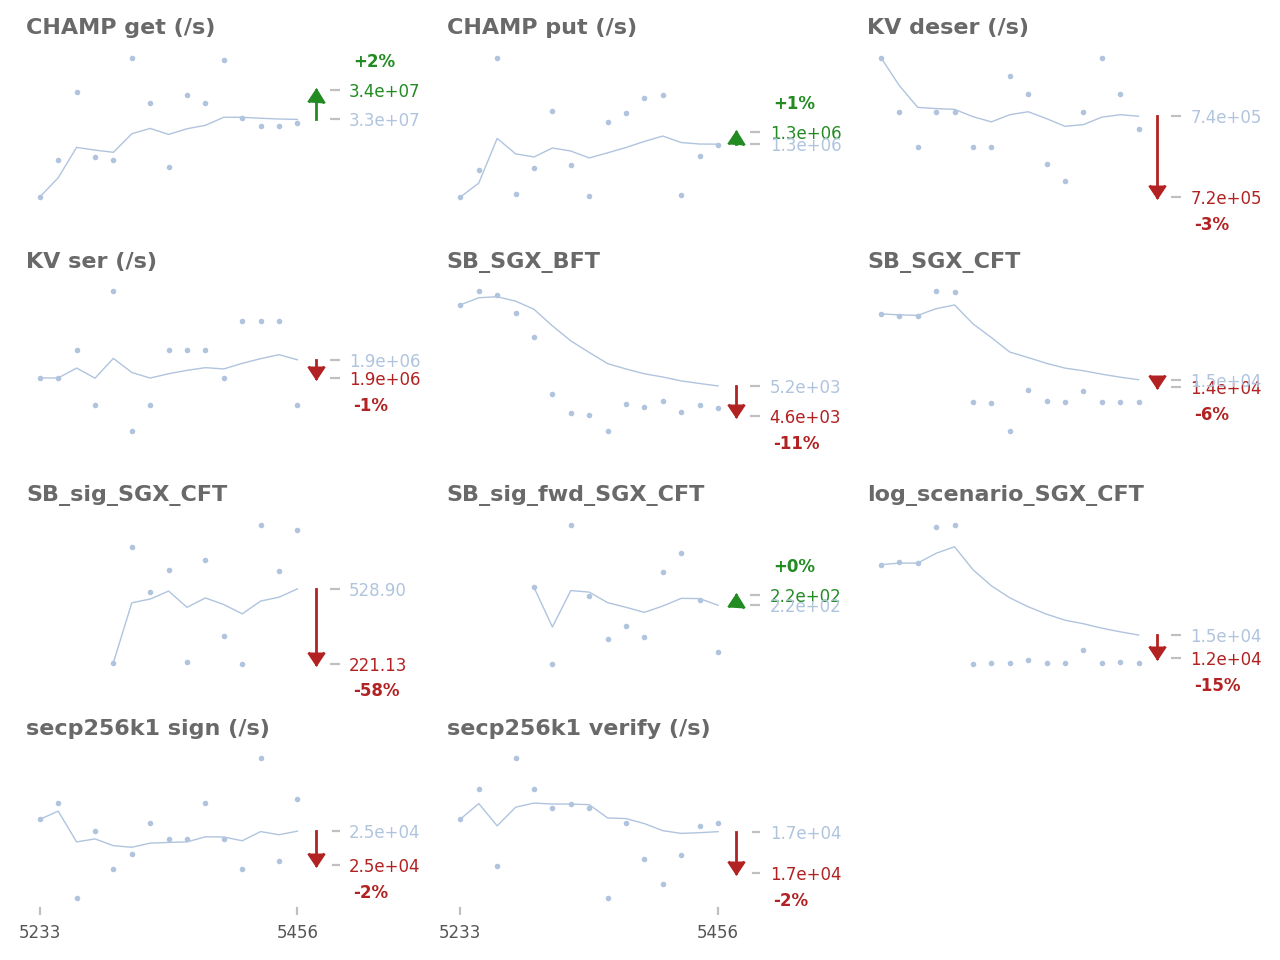 CHAMP get (/s)
+2%
3.4e+07
3.3e+07
CHAMP put (/s)
+1%
1.3e+06
1.3e+06
KV deser (/s)
7.4e+05
7.2e+05
-3%
KV ser (/s)
1.9e+06
1.9e+06
-1%
SB_SGX_BFT
5.2e+03
4.6e+03
-11%
SB_SGX_CFT
1.5e+04
1.4e+04
-6%
SB_sig_SGX_CFT
528.90
221.13
-58%
SB_sig_fwd_SGX_CFT
+0%
2.2e+02
2.2e+02
log_scenario_SGX_CFT
1.5e+04
1.2e+04
-15%
secp256k1 sign (/s)
2.5e+04
2.5e+04
-2%
5233 5456
secp256k1 verify (/s)
1.7e+04
1.7e+04
-2%
5233 5456